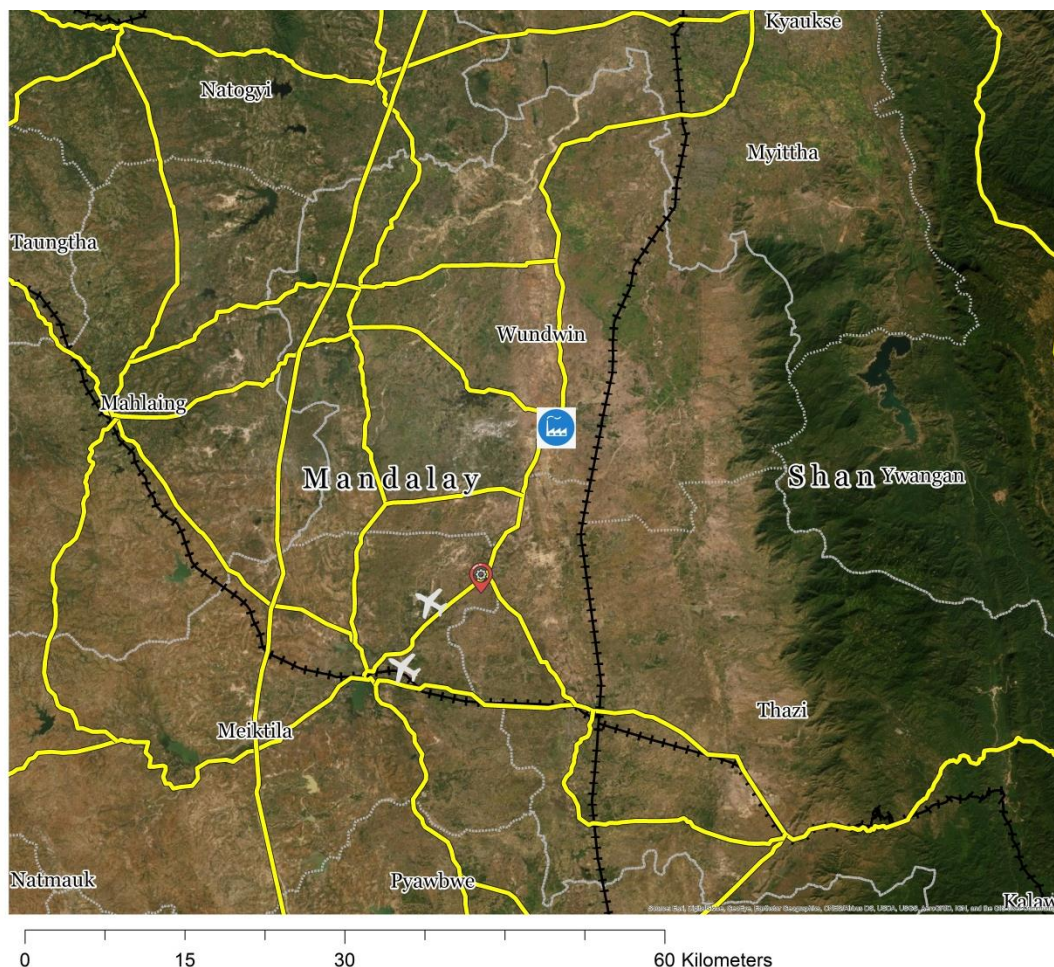 Kyaukse
Natogyi
Myittha
Taungtha
Wundwin
Mahlaing
Mandalay
Shan
Ywangan
Thazi
Meiktila
Natmauk
Pyawbwe
Kalaw
0 15 30 60 Kilometers